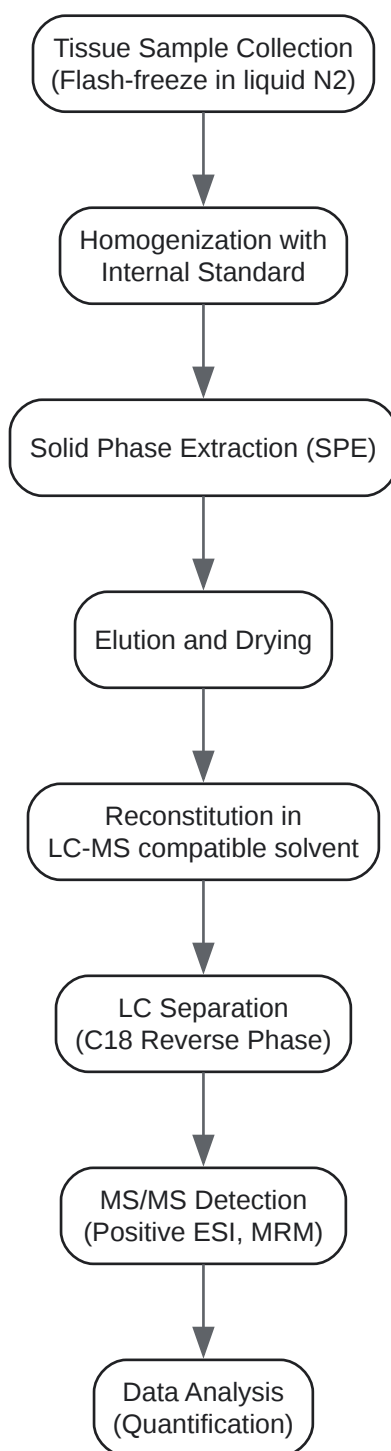 Tissue Sample Collection
(Flash-freeze in liquid N2)
Homogenization with
Internal Standard
Solid Phase Extraction (SPE)
Elution and Drying
Reconstitution in
LC-MS compatible solvent
LC Separation
(C18 Reverse Phase)
MS/MS Detection
(Positive ESI, MRM)
Data Analysis
(Quantification)